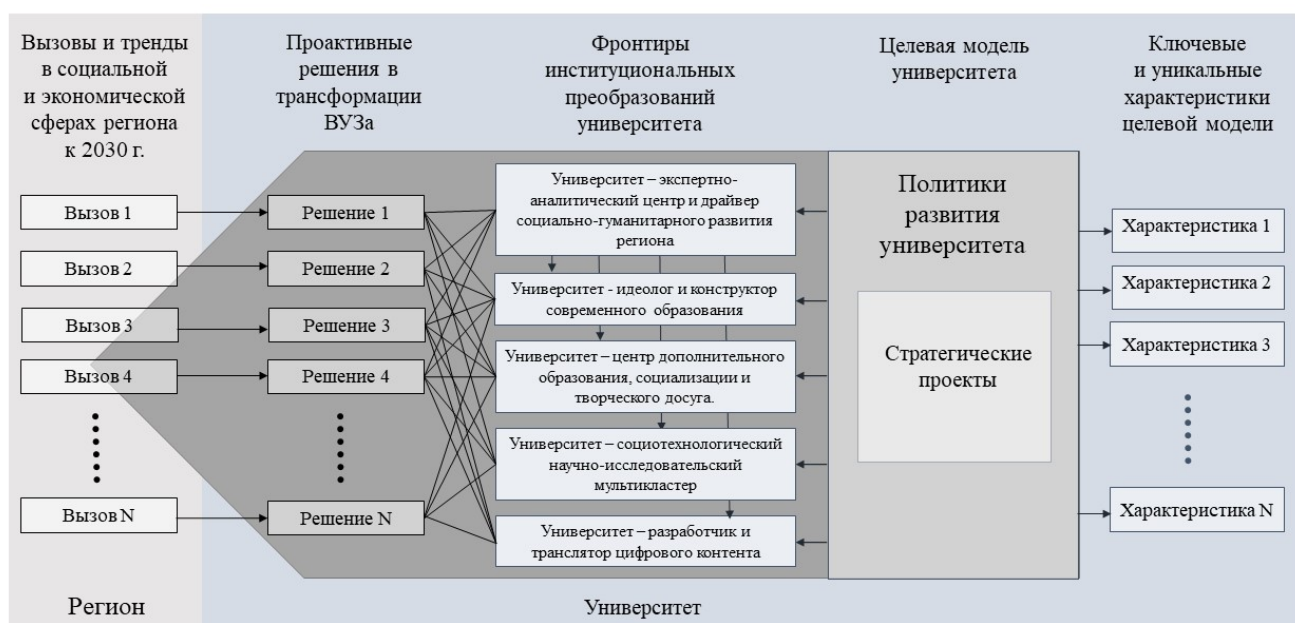 Вызовы и тренды
в социальной
и экономической
сферах региона
к 2030 г.
Проактивные
решения в
трансформации
ВУЗа
Фронтиры
институциональных
преобразований
университета
Целевая модель
университета
Ключевые
и уникальные
характеристики
целевой модели
Вызов 1
Вызов 2
Вызов 3
Вызов 4
Вызов N
Решение 1
Решение 2
Решение 3
Решение 4
Решение N
Университет – экспертно-
аналитический центр и драйвер
социально-гуманитарного развития
региона
Университет - идеолог и конструктор
современного образования
Университет – центр дополнительного
образования, социализации и
творческого досуга.
Университет – социотехнологический
научно-исследовательский
мультикластер
Университет – разработчик и
транслятор цифрового контента
Политики
развития
университета
Стратегические
проекты
Характеристика 1
Характеристика 2
Характеристика 3
Характеристика N
Регион
Университет